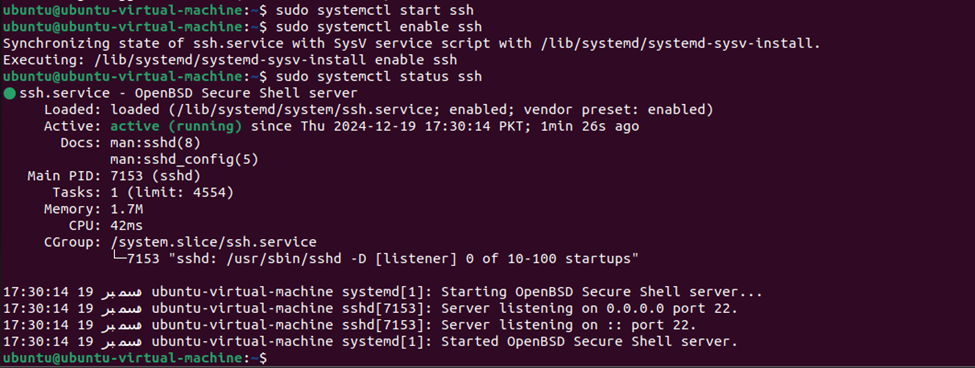 ubuntu@ubuntu-virtual-machine:~$ sudo systemctl start ssh
ubuntu@ubuntu-virtual-machine:~$ sudo systemctl enable ssh
Synchronizing state of ssh.service with SysV service script with /lib/systemd/systemd-sysv-install.
Executing: /lib/systemd/systemd-sysv-install enable ssh
ubuntu@ubuntu-virtual-machine:~$ sudo systemctl status ssh
● ssh.service - OpenBSD Secure Shell server
     Loaded: loaded (/lib/systemd/system/ssh.service; enabled; vendor preset: enabled)
     Active: active (running) since Thu 2024-12-19 17:30:14 PKT; 1min 26s ago
       Docs: man:sshd(8)
             man:sshd_config(5)
   Main PID: 7153 (sshd)
      Tasks: 1 (limit: 4554)
     Memory: 1.7M
        CPU: 42ms
     CGroup: /system.slice/ssh.service
             └─7153 "sshd: /usr/sbin/sshd -D [listener] 0 of 10-100 startups"
17:30:14 19 دسمبر ubuntu-virtual-machine systemd[1]: Starting OpenBSD Secure Shell server...
17:30:14 19 دسمبر ubuntu-virtual-machine sshd[7153]: Server listening on 0.0.0.0 port 22.
17:30:14 19 دسمبر ubuntu-virtual-machine sshd[7153]: Server listening on :: port 22.
17:30:14 19 دسمبر ubuntu-virtual-machine systemd[1]: Started OpenBSD Secure Shell server.
ubuntu@ubuntu-virtual-machine:~$